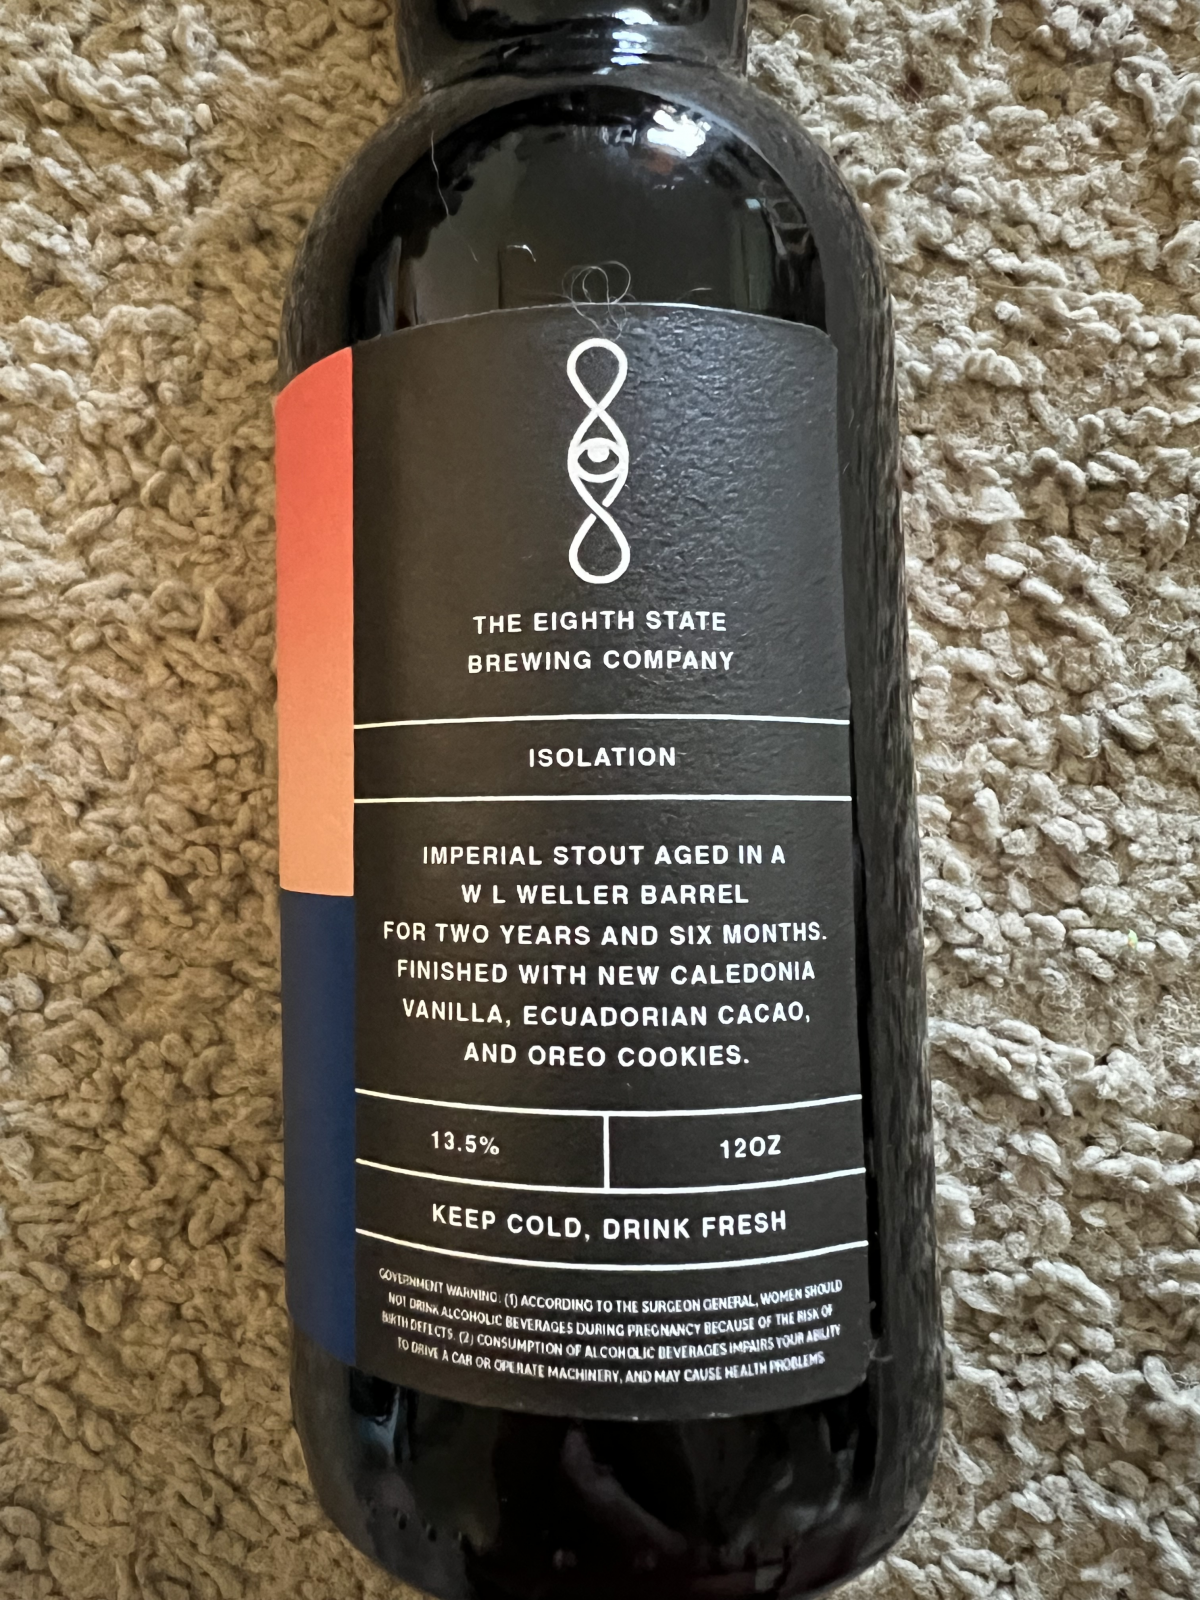 THE EIGHTH STATE
BREWING COMPANY
ISOLATION
IMPERIAL STOUT AGED IN A
W L WELLER BARREL
FOR TWO YEARS AND SIX MONTHS.
FINISHED WITH NEW CALEDONIA
VANILLA, ECUADORIAN CACAO,
AND OREO COOKIES.
13.5%
12OZ
KEEP COLD, DRINK FRESH
GOVERNMENT WARNING: (1) ACCORDING TO THE SURGEON GENERAL, WOMEN SHOULD
NOT DRINK ALCOHOLIC BEVERAGES DURING PREGNANCY BECAUSE OF THE RISK OF
BIRTH DEFECTS. (2) CONSUMPTION OF ALCOHOLIC BEVERAGES IMPAIRS YOUR ABILITY
TO DRIVE A CAR OR OPERATE MACHINERY, AND MAY CAUSE HEALTH PROBLEMS